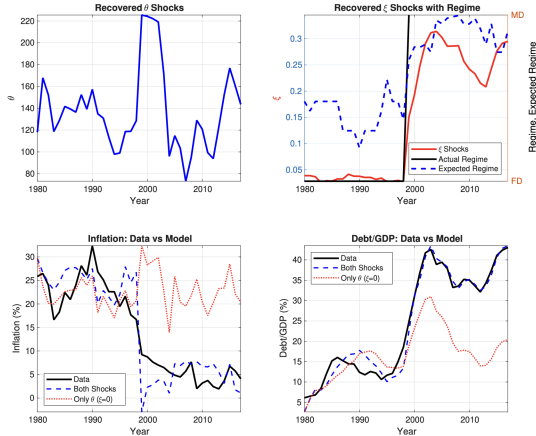 Recovered θ Shocks
220
200
180
160
140
120
100
80
θ
1980
1990
2000
2010
Year
Recovered ξ Shocks with Regime
0.3
0.25
0.2
0.15
0.1
0.05
ξ
MD
FD
Regime, Expected Regime
ξ Shocks
Actual Regime
Expected Regime
1980
1990
2000
2010
Year
Inflation: Data vs Model
30
25
20
15
10
5
0
Inflation (%)
Data
Both Shocks
Only θ (ξ=0)
1980
1990
2000
2010
Year
Debt/GDP: Data vs Model
40
35
30
25
20
15
10
5
Debt/GDP (%)
Data
Both Shocks
Only θ (ξ=0)
1980
1990
2000
2010
Year